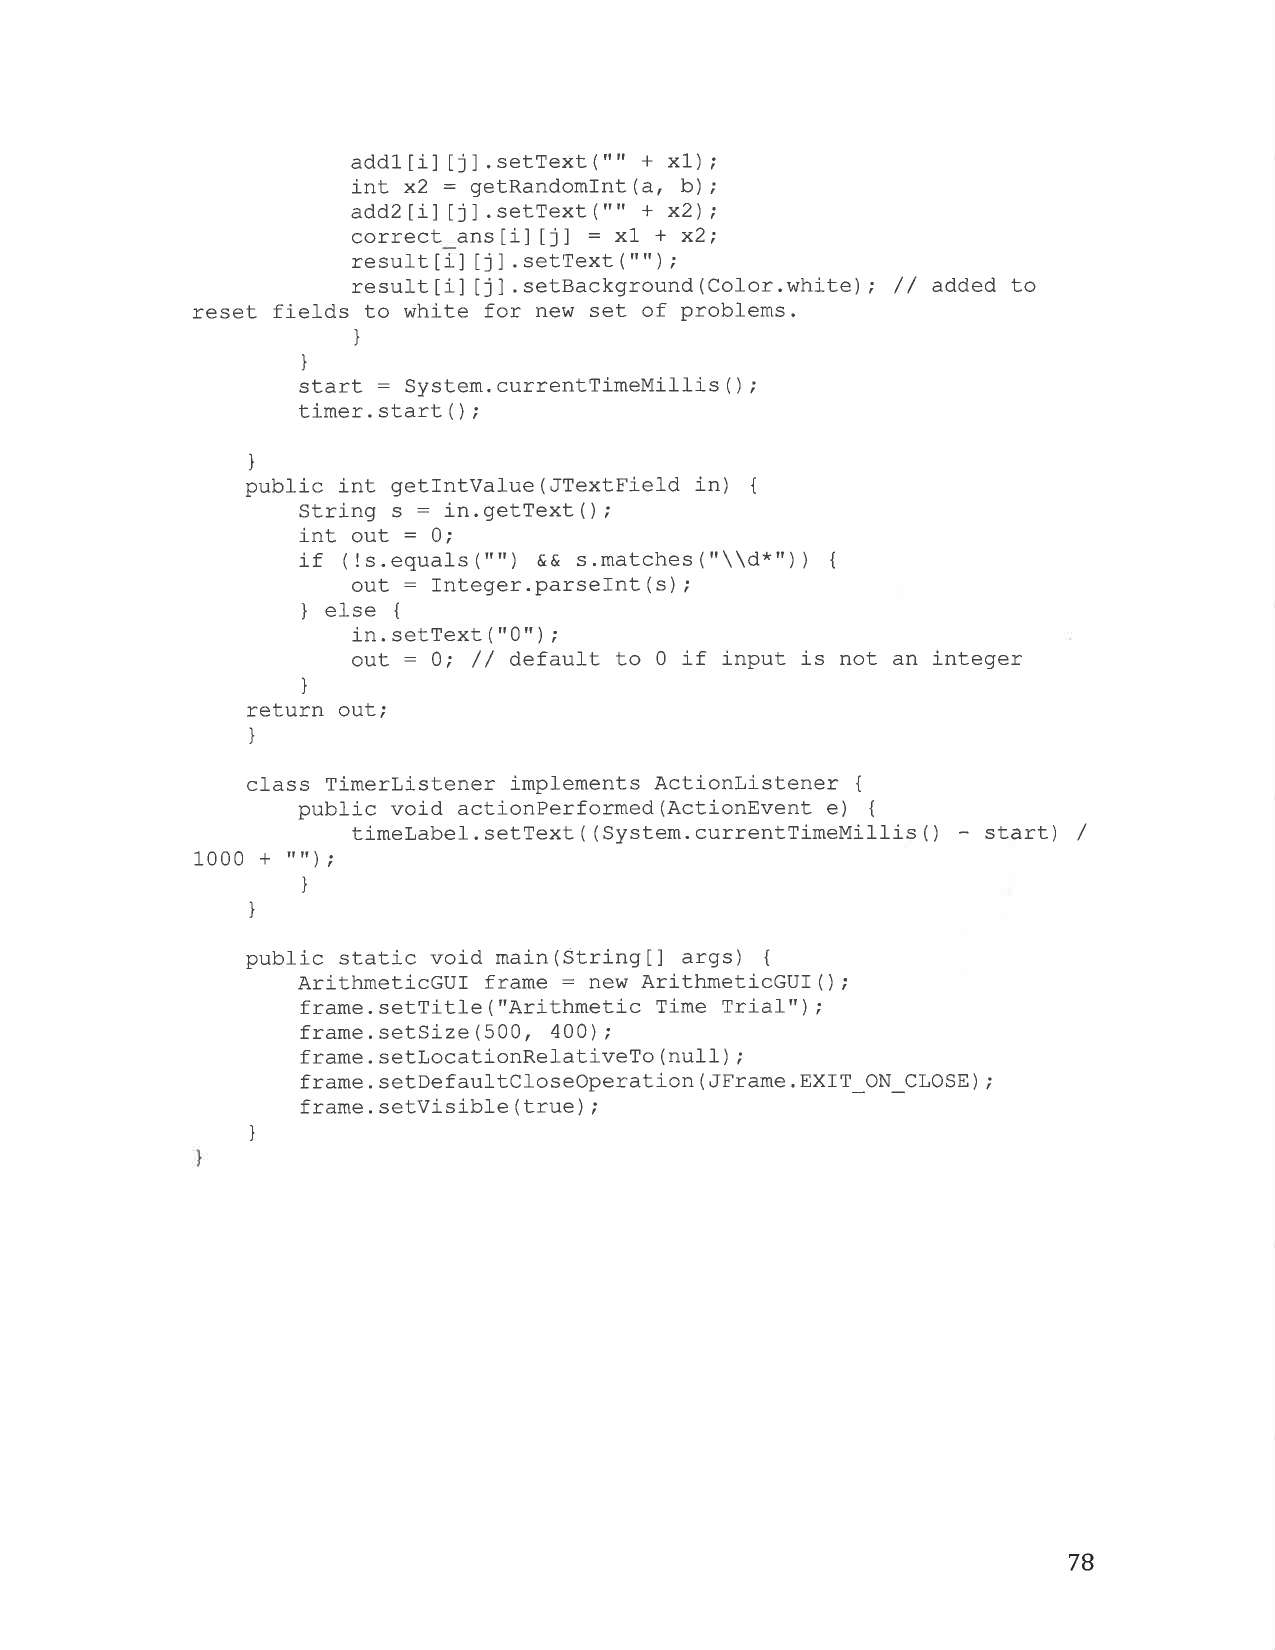 add1[i][j].setText("" + x1);
int x2 = getRandomInt(a, b);
add2[i][j].setText("" + x2);
correct_ans[i][j] = x1 + x2;
result[i][j].setText("");
result[i][j].setBackground(Color.white); // added to
reset fields to white for new set of problems.
}
}
start = System.currentTimeMillis();
timer.start();
}
public int getIntValue(JTextField in) {
String s = in.getText();
int out = 0;
if (!s.equals("") && s.matches("\\d*")) {
out = Integer.parseInt(s);
} else {
in.setText("0");
out = 0; // default to 0 if input is not an integer
}
return out;
}
class TimerListener implements ActionListener {
public void actionPerformed(ActionEvent e) {
timeLabel.setText((System.currentTimeMillis() - start) /
1000 + "");
}
}
public static void main(String[] args) {
ArithmeticGUI frame = new ArithmeticGUI();
frame.setTitle("Arithmetic Time Trial");
frame.setSize(500, 400);
frame.setLocationRelativeTo(null);
frame.setDefaultCloseOperation(JFrame.EXIT_ON_CLOSE);
frame.setVisible(true);
}
}
78